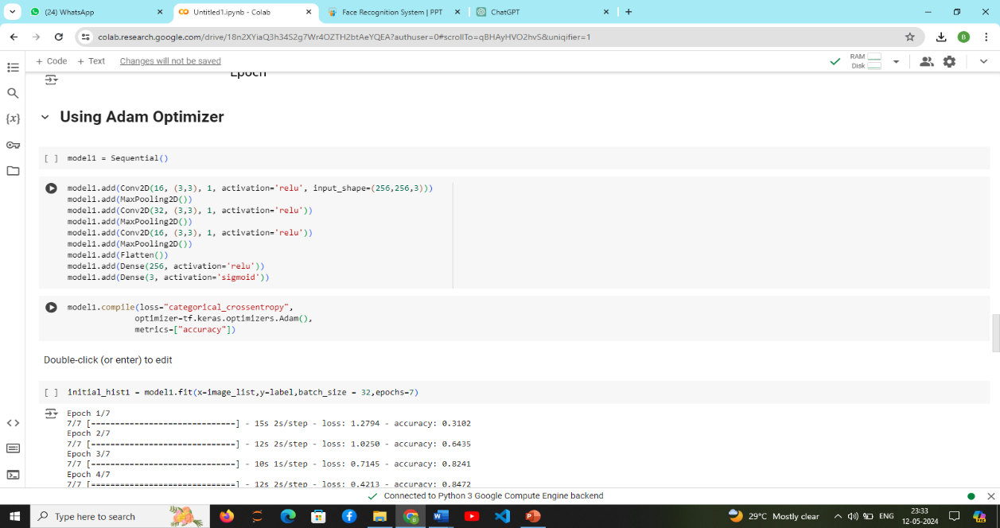 (24) WhatsApp
Untitled1.ipynb - Colab
Face Recognition System | PPT
ChatGPT
colab.research.google.com/drive/18n2XYiaQ3h34S2g7Wr4OZTH2btAeYQEA?authuser=0#scrollTo=qBHAyHVO2hvS&uniqifier=1
B
+ Code + Text Changes will not be saved
RAM
Disk
Epoch
Using Adam Optimizer
[ ] model1 = Sequential()
model1.add(Conv2D(16, (3,3), 1, activation='relu', input_shape=(256,256,3)))
model1.add(MaxPooling2D())
model1.add(Conv2D(32, (3,3), 1, activation='relu'))
model1.add(MaxPooling2D())
model1.add(Conv2D(16, (3,3), 1, activation='relu'))
model1.add(MaxPooling2D())
model1.add(Flatten())
model1.add(Dense(256, activation='relu'))
model1.add(Dense(3, activation='sigmoid'))
model1.compile(loss="categorical_crossentropy",
optimizer=tf.keras.optimizers.Adam(),
metrics=["accuracy"])
Double-click (or enter) to edit
[ ] initial_hist1 = model1.fit(x=image_list,y=label,batch_size = 32,epochs=7)
Epoch 1/7
7/7 [==============================] - 15s 2s/step - loss: 1.2794 - accuracy: 0.3102
Epoch 2/7
7/7 [==============================] - 12s 2s/step - loss: 1.0250 - accuracy: 0.6435
Epoch 3/7
7/7 [==============================] - 10s 1s/step - loss: 0.7145 - accuracy: 0.8241
Epoch 4/7
7/7 [==============================] - 12s 2s/step - loss: 0.4213 - accuracy: 0.8472
Connected to Python 3 Google Compute Engine backend
Type here to search
29°C Mostly clear
ENG
23:33
12-05-2024